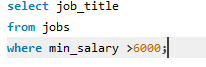 select job_title
from jobs
where min_salary >6000;